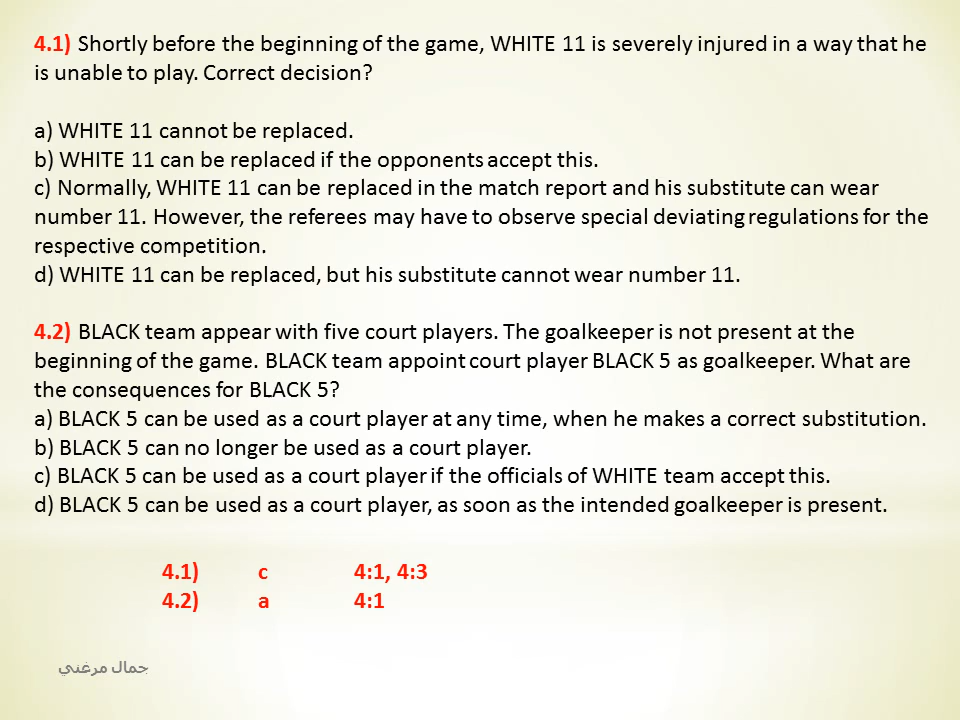 4.1) Shortly before the beginning of the game, WHITE 11 is severely injured in a way that he
is unable to play. Correct decision?
a) WHITE 11 cannot be replaced.
b) WHITE 11 can be replaced if the opponents accept this.
c) Normally, WHITE 11 can be replaced in the match report and his substitute can wear
number 11. However, the referees may have to observe special deviating regulations for the
respective competition.
d) WHITE 11 can be replaced, but his substitute cannot wear number 11.
4.2) BLACK team appear with five court players. The goalkeeper is not present at the
beginning of the game. BLACK team appoint court player BLACK 5 as goalkeeper. What are
the consequences for BLACK 5?
a) BLACK 5 can be used as a court player at any time, when he makes a correct substitution.
b) BLACK 5 can no longer be used as a court player.
c) BLACK 5 can be used as a court player if the officials of WHITE team accept this.
d) BLACK 5 can be used as a court player, as soon as the intended goalkeeper is present.
4.1) c 4:1, 4:3
4.2) a 4:1
جمال مرغني